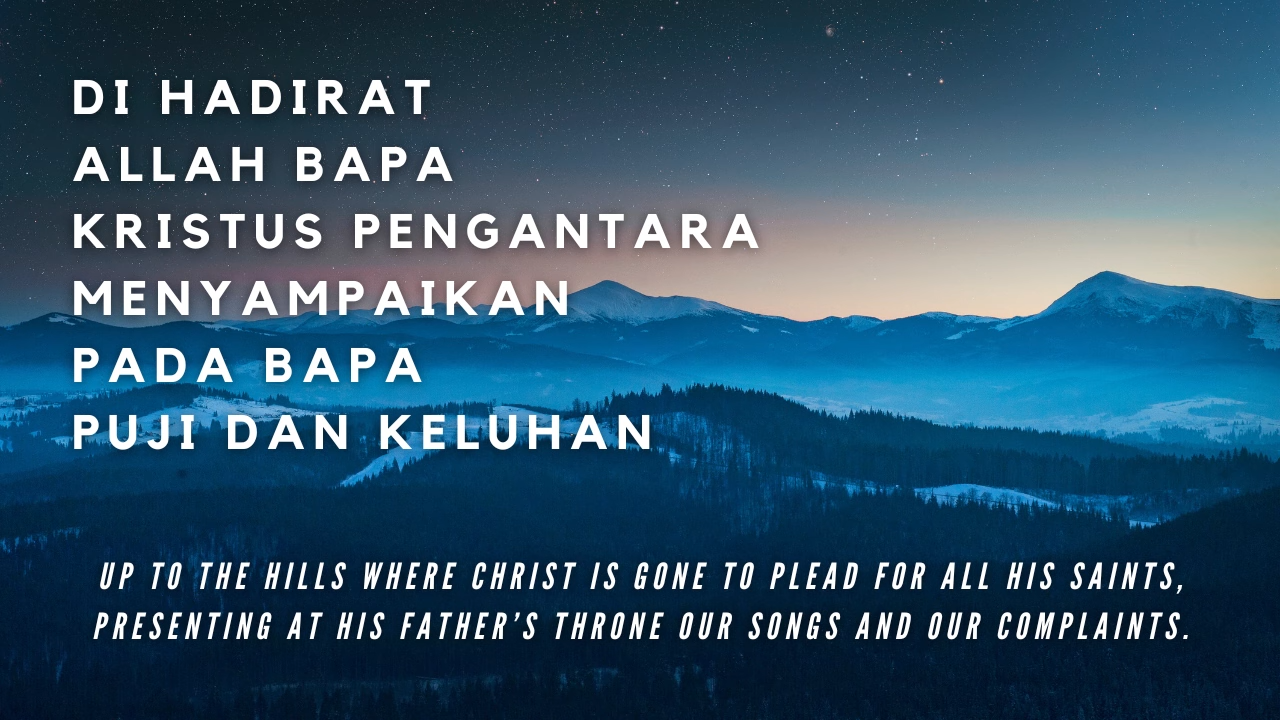 DI HADIRAT
ALLAH BAPA
KRISTUS PENGANTARA
MENYAMPAIKAN
PADA BAPA
PUJI DAN KELUHAN
UP TO THE HILLS WHERE CHRIST IS GONE TO PLEAD FOR ALL HIS SAINTS,
PRESENTING AT HIS FATHER'S THRONE OUR SONGS AND OUR COMPLAINTS.